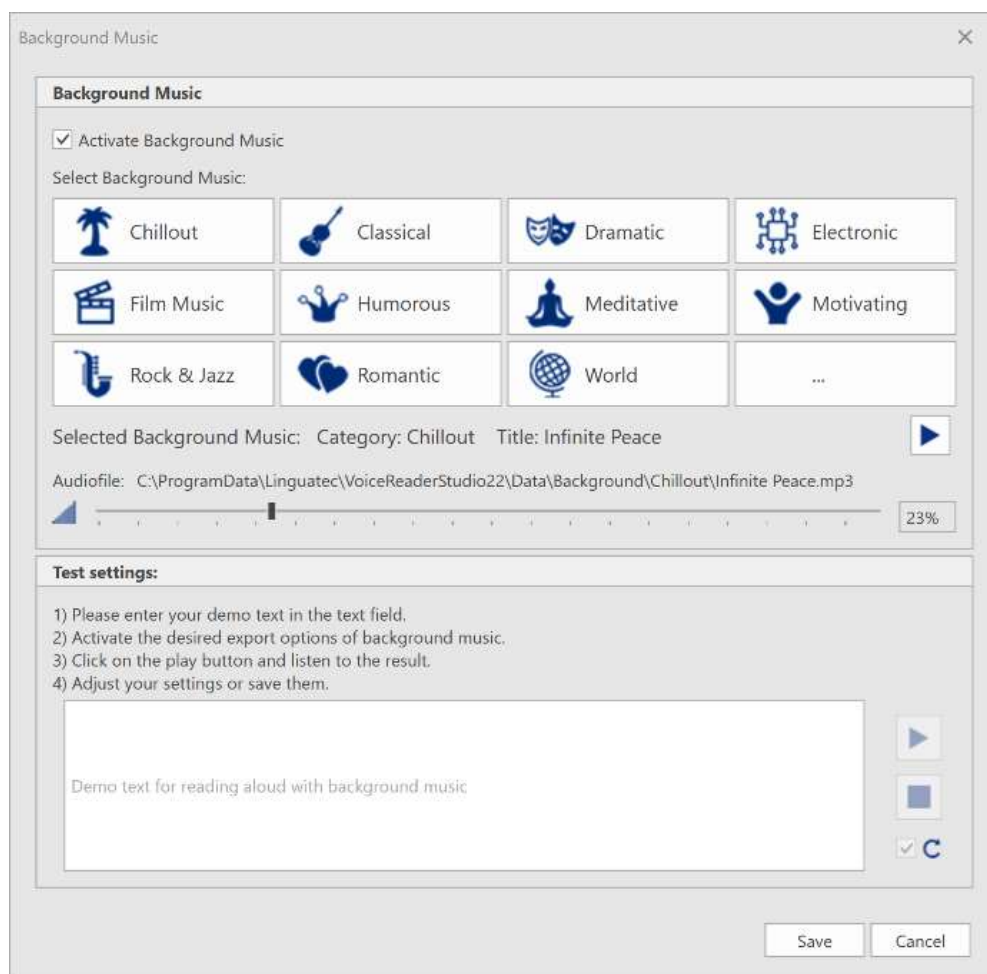 Background Music
Background Music
Activate Background Music
Select Background Music:
Chillout
Classical
Dramatic
Electronic
Film Music
Humorous
Meditative
Motivating
Rock & Jazz
Romantic
World
...
Selected Background Music: Category: Chillout Title: Infinite Peace
Audiofile: C:\ProgramData\Linguatec\VoiceReaderStudio22\Data\Background\Chillout\Infinite Peace.mp3
23%
Test settings:
1) Please enter your demo text in the text field.
2) Activate the desired export options of background music.
3) Click on the play button and listen to the result.
4) Adjust your settings or save them.
Demo text for reading aloud with background music
Save
Cancel